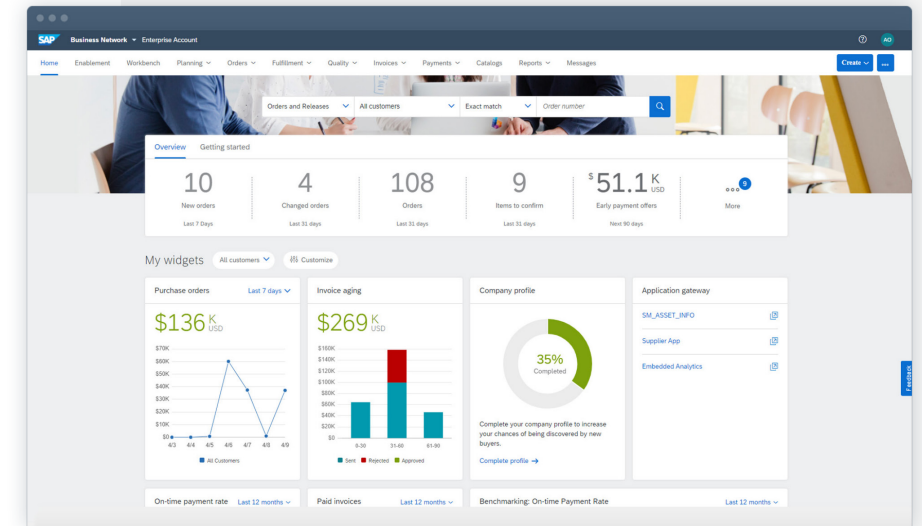 SAP Business Network Enterprise Account AO
Home Enablement Workbench Planning Orders Fulfillment Quality Invoices Payments Catalogs Reports Messages Create
Orders and Releases All customers Exact match Order number
Overview Getting started
10 4 108 9 $51.1 K USD 9
New orders Changed orders Orders Items to confirm Early payment offers More
Last 7 Days Last 31 days Last 31 days Last 31 days Next 90 days
My widgets All customers Customize
Purchase orders Last 7 days
$136 K USD
$70K
$60K
$50K
$40K
$30K
$20K
$10K
$0
4/3 4/4 4/5 4/6 4/7 4/8 4/9
All Customers
Invoice aging
$269 K USD
$160K
$140K
$120K
$100K
$80K
$60K
$40K
$20K
$0
0-30 31-60 61-90
Sent Rejected Approved
Company profile
35%
Completed
Complete your company profile to increase
your chances of being discovered by new
buyers.
Complete profile →
Application gateway
SM_ASSET_INFO
Supplier App
Embedded Analytics
Feedback
On-time payment rate Last 12 months
Paid invoices Last 12 months
Benchmarking: On-time Payment Rate Last 12 months